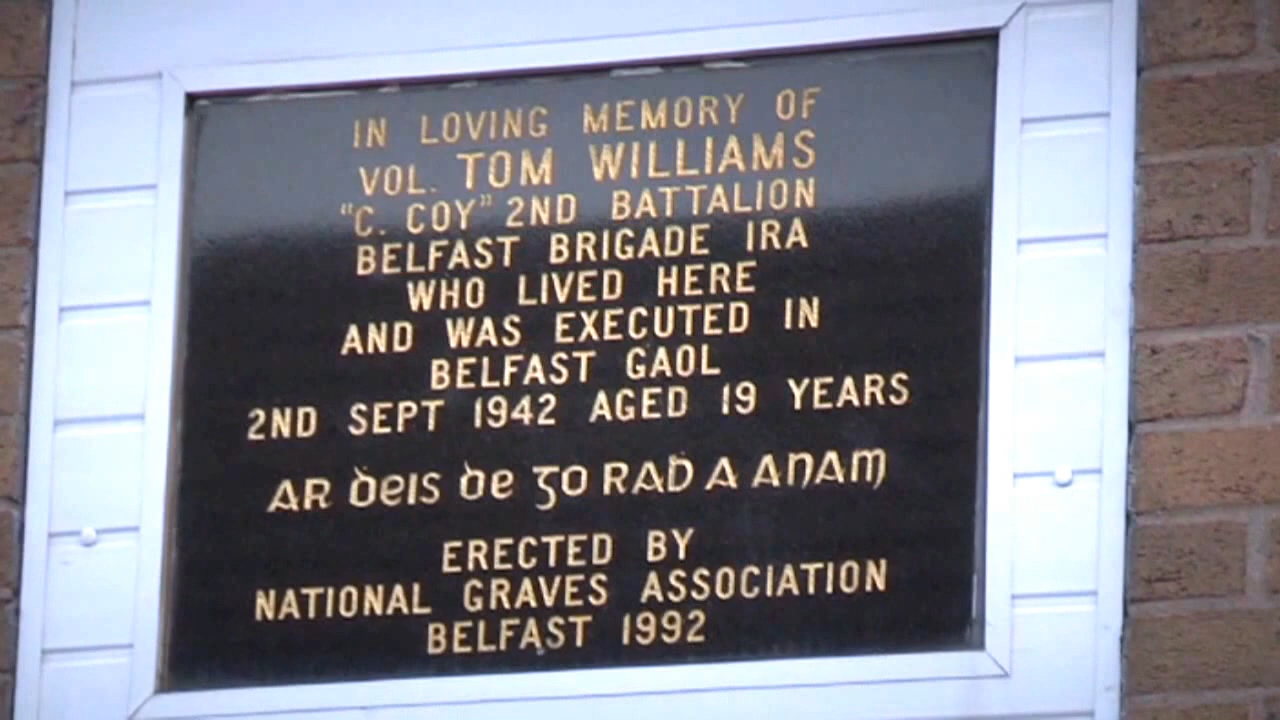 IN LOVING MEMORY OF
VOL. TOM WILLIAMS
"C. COY" 2ND BATTALION
BELFAST BRIGADE IRA
WHO LIVED HERE
AND WAS EXECUTED IN
BELFAST GAOL
2ND SEPT 1942 AGED 19 YEARS
AR ḋeis ḋe go RAḊ A ANAM
ERECTED BY
NATIONAL GRAVES ASSOCIATION
BELFAST 1992